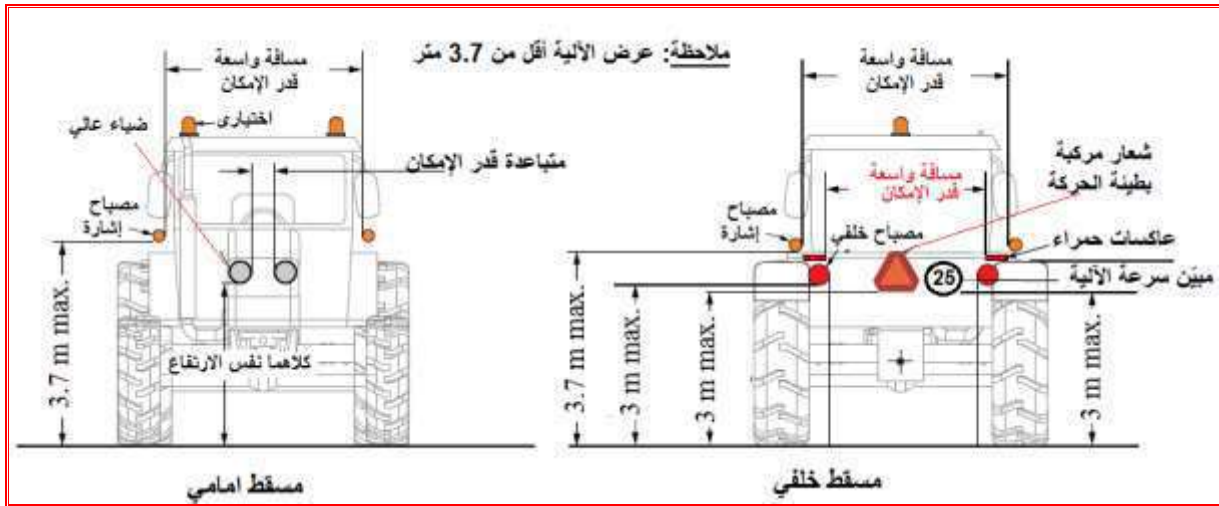 ملاحظة: عرض الآلية أقل من 3.7 متر
مسافة واسعة
قدر الإمكان
مسافة واسعة
قدر الإمكان
اختيارى
ضياء عالي
متباعدة قدر الإمكان
مصباح
إشارة
3.7 m max.
كلاهما نفس الارتفاع
مسقط امامي
شعار مركبة
بطيئة الحركة
مسافة واسعة
قدر الإمكان
مصباح
إشارة
مصباح خلفي
عاكسات حمراء
مبيّن سرعة الآلية
25
3.7 m max.
3 m max.
3 m max.
3 m max.
مسقط خلفي